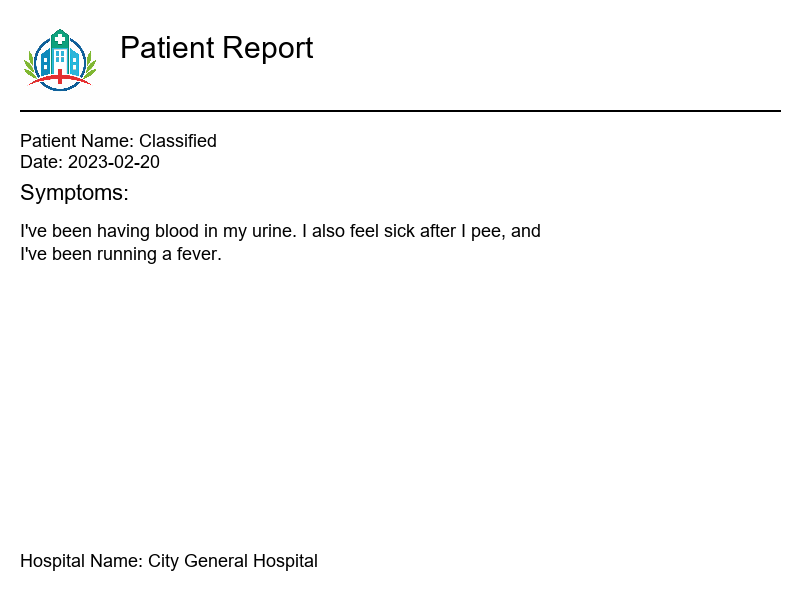 Patient Report
Patient Name: Classified
Date: 2023-02-20
Symptoms:
I've been having blood in my urine. I also feel sick after I pee, and
I've been running a fever.
Hospital Name: City General Hospital